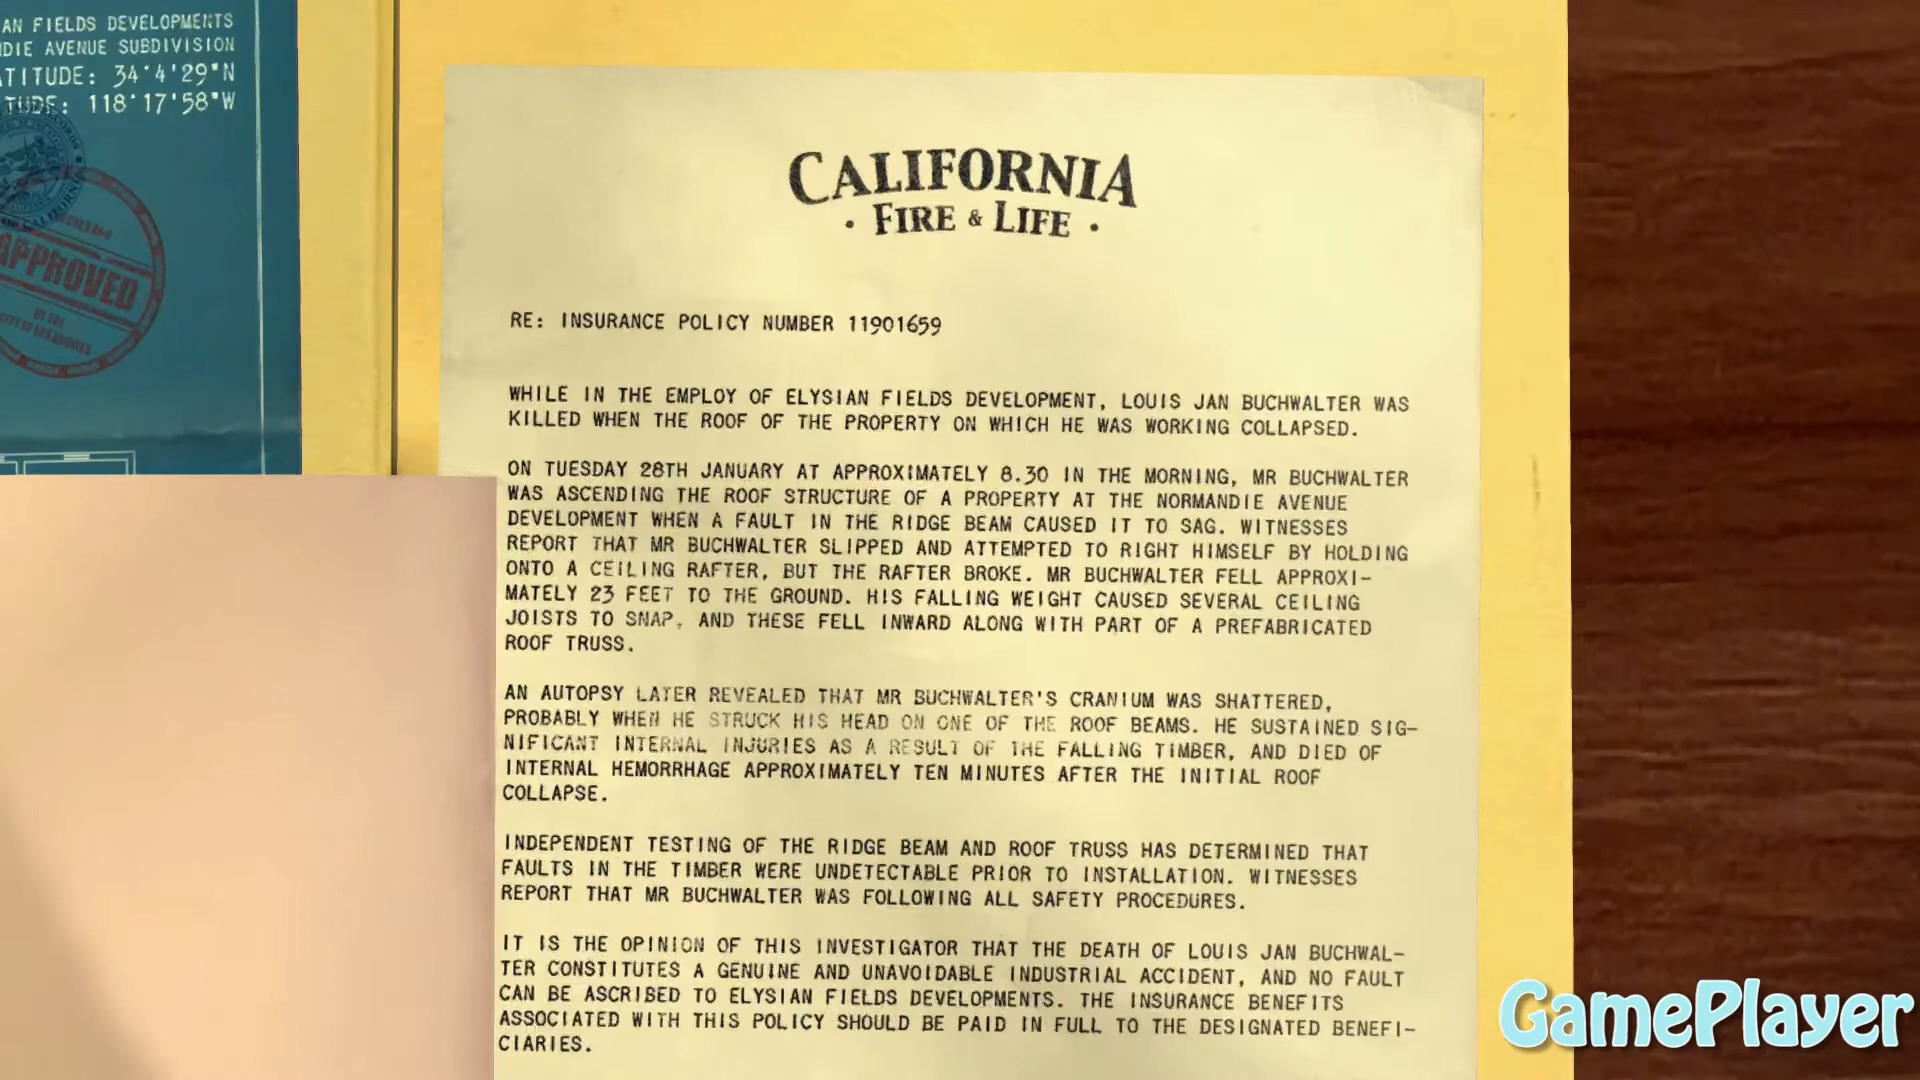 AN FIELDS DEVELOPMENTS
DIE AVENUE SUBDIVISION
ATITUDE: 34°4'29"N
TUDE: 118°17'58"W
APPROVED
BY THE
CALIFORNIA
· FIRE & LIFE ·
RE: INSURANCE POLICY NUMBER 11901659
WHILE IN THE EMPLOY OF ELYSIAN FIELDS DEVELOPMENT, LOUIS JAN BUCHWALTER WAS
KILLED WHEN THE ROOF OF THE PROPERTY ON WHICH HE WAS WORKING COLLAPSED.
ON TUESDAY 28TH JANUARY AT APPROXIMATELY 8.30 IN THE MORNING, MR BUCHWALTER
WAS ASCENDING THE ROOF STRUCTURE OF A PROPERTY AT THE NORMANDIE AVENUE
DEVELOPMENT WHEN A FAULT IN THE RIDGE BEAM CAUSED IT TO SAG. WITNESSES
REPORT THAT MR BUCHWALTER SLIPPED AND ATTEMPTED TO RIGHT HIMSELF BY HOLDING
ONTO A CEILING RAFTER, BUT THE RAFTER BROKE. MR BUCHWALTER FELL APPROXI-
MATELY 23 FEET TO THE GROUND. HIS FALLING WEIGHT CAUSED SEVERAL CEILING
JOISTS TO SNAP, AND THESE FELL INWARD ALONG WITH PART OF A PREFABRICATED
ROOF TRUSS.
AN AUTOPSY LATER REVEALED THAT MR BUCHWALTER'S CRANIUM WAS SHATTERED,
PROBABLY WHEN HE STRUCK HIS HEAD ON ONE OF THE ROOF BEAMS. HE SUSTAINED SIG-
NIFICANT INTERNAL INJURIES AS A RESULT OF THE FALLING TIMBER, AND DIED OF
INTERNAL HEMORRHAGE APPROXIMATELY TEN MINUTES AFTER THE INITIAL ROOF
COLLAPSE.
INDEPENDENT TESTING OF THE RIDGE BEAM AND ROOF TRUSS HAS DETERMINED THAT
FAULTS IN THE TIMBER WERE UNDETECTABLE PRIOR TO INSTALLATION. WITNESSES
REPORT THAT MR BUCHWALTER WAS FOLLOWING ALL SAFETY PROCEDURES.
IT IS THE OPINION OF THIS INVESTIGATOR THAT THE DEATH OF LOUIS JAN BUCHWAL-
TER CONSTITUTES A GENUINE AND UNAVOIDABLE INDUSTRIAL ACCIDENT, AND NO FAULT
CAN BE ASCRIBED TO ELYSIAN FIELDS DEVELOPMENTS. THE INSURANCE BENEFITS
ASSOCIATED WITH THIS POLICY SHOULD BE PAID IN FULL TO THE DESIGNATED BENEFI-
CIARIES.
GamePlayer